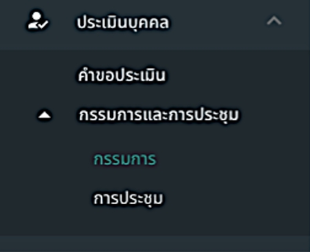 ประเมินบุคคล
คำขอประเมิน
กรรมการและการประชุม
กรรมการ
การประชุม